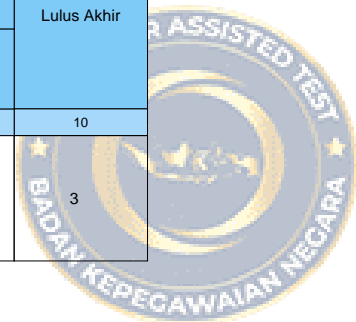 Lulus Akhir
10
3
R ASSISTED TEST
BADAN KEPEGAWAIAN NEGARA